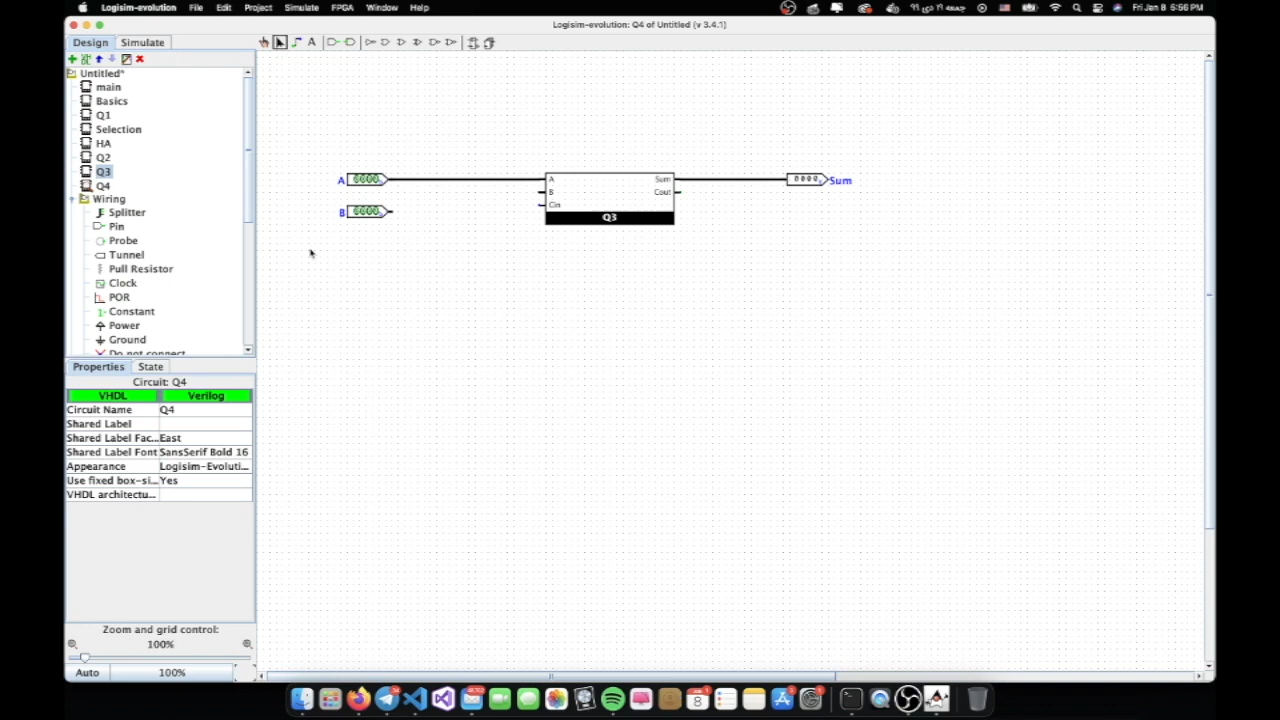 Logisim-evolution File Edit Project Simulate FPGA Window Help Fri Jan 8 6:56 PM
Logisim-evolution: Q4 of Untitled (v 3.4.1)
Design Simulate
A
Untitled*
main
Basics
Q1
Selection
HA
Q2
Q3
Q4
Wiring
Splitter
Pin
Probe
Tunnel
Pull Resistor
Clock
POR
Constant
Power
Ground
Do not connect
A 0000 A Sum 0000 Sum
B Cout
B 0000 Cin
Q3
Properties State
Circuit: Q4
VHDL Verilog
Circuit Name Q4
Shared Label
Shared Label Fac... East
Shared Label Font SansSerif Bold 16
Appearance Logisim-Evoluti...
Use fixed box-si... Yes
VHDL architectu...
Zoom and grid control:
100%
Auto 100%
8